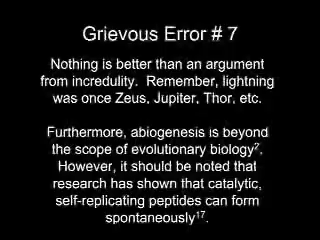 Grievous Error # 7
Nothing is better than an argument
from incredulity. Remember, lightning
was once Zeus, Jupiter, Thor, etc.
Furthermore, abiogenesis is beyond
the scope of evolutionary biology².
However, it should be noted that
research has shown that catalytic,
self-replicating peptides can form
spontaneously¹⁷.